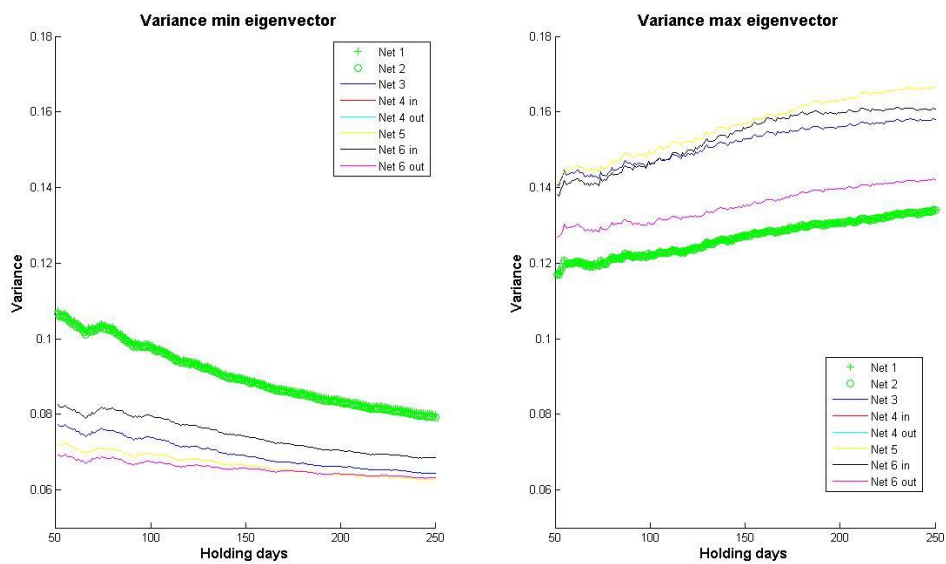 Variance min eigenvector
0.18
0.16
0.14
0.12
0.1
0.08
0.06
Variance
50
100
150
200
250
Holding days
Net 1
Net 2
Net 3
Net 4 in
Net 4 out
Net 5
Net 6 in
Net 6 out
Variance max eigenvector
0.18
0.16
0.14
0.12
0.1
0.08
0.06
Variance
50
100
150
200
250
Holding days
Net 1
Net 2
Net 3
Net 4 in
Net 4 out
Net 5
Net 6 in
Net 6 out